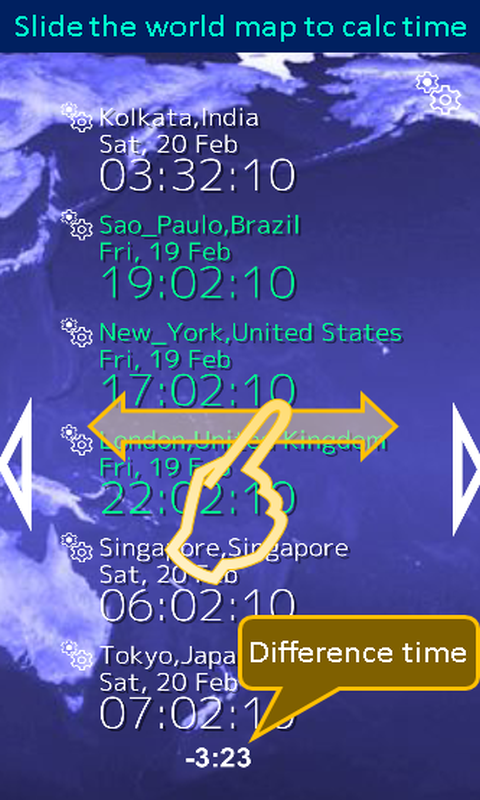 Slide the world map to calc time
Kolkata,India
Sat, 20 Feb
03:32:10
Sao_Paulo,Brazil
Fri, 19 Feb
19:02:10
New_York,United States
Fri, 19 Feb
17:02:10
London,United Kingdom
Fri, 19 Feb
22:02:10
Singapore,Singapore
Sat, 20 Feb
06:02:10
Tokyo,Japa
Sat, 20 Feb
07:02:10
Difference time
-3:23